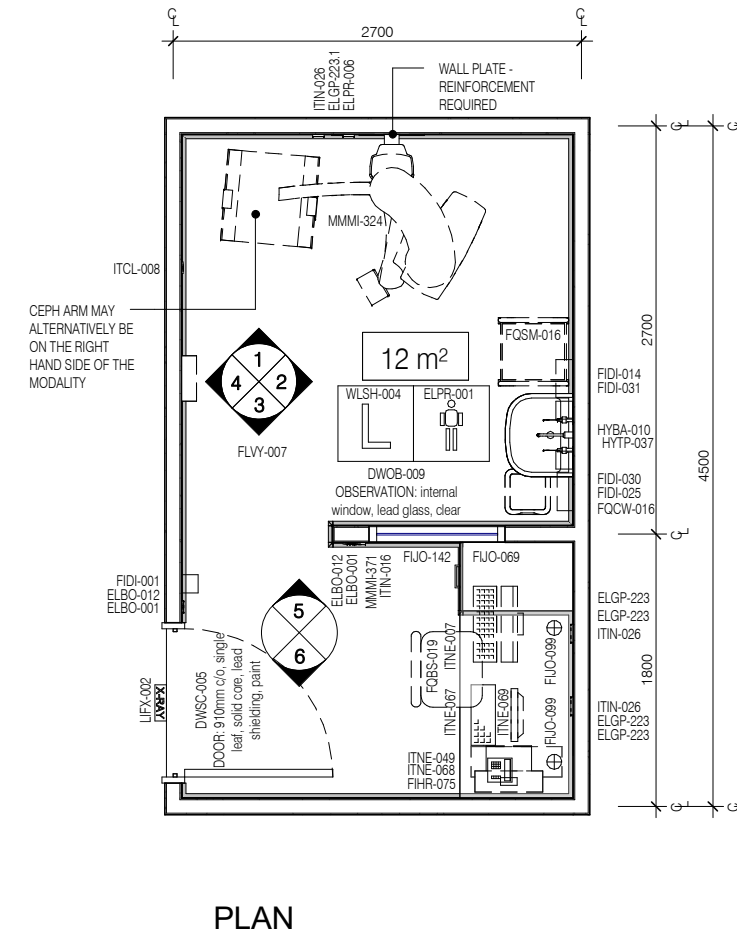 ℄
℄
2700
ITIN-026
ELGP-223.1
ELPR-006
WALL PLATE -
REINFORCEMENT
REQUIRED
℄
℄
MMMI-324
ITCL-008
CEPH ARM MAY
ALTERNATIVELY BE
ON THE RIGHT
HAND SIDE OF THE
MODALITY
FQSM-016
2700
12 m²
1
4 2
3
FLVY-007
WLSH-004 ELPR-001
FIDI-014
FIDI-031
HYBA-010
HYTP-037
4500
DWOB-009
OBSERVATION: internal
window, lead glass, clear
FIDI-030
FIDI-025
FQCW-016
℄
ELBO-012
ELBO-001
MMMI-371
ITIN-016
FIJO-142
FIJO-069
FIDI-001
ELBO-012
ELBO-001
5
6
FQBS-019
ITNE-007
FIJO-099
ELGP-223
ELGP-223
ITIN-026
1800
LIFX-002
X-RAY
DWSC-005
DOOR: 910mm c/o, single
leaf, solid core, lead
shielding, paint
ITNE-067
ITNE-069
FIJO-099
ITIN-026
ELGP-223
ELGP-223
ITNE-049
ITNE-068
FIHR-075
℄
℄
PLAN